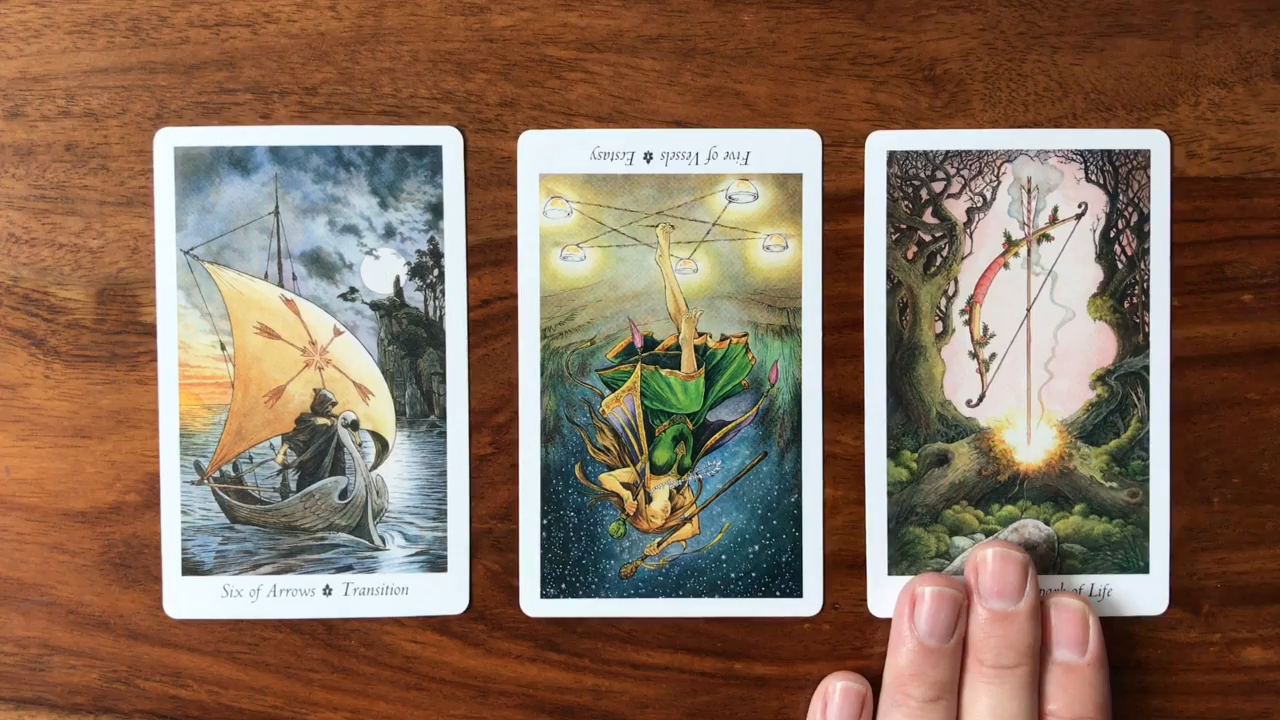 Six of Arrows Transition
Five of Vessels Ecstasy
of Life